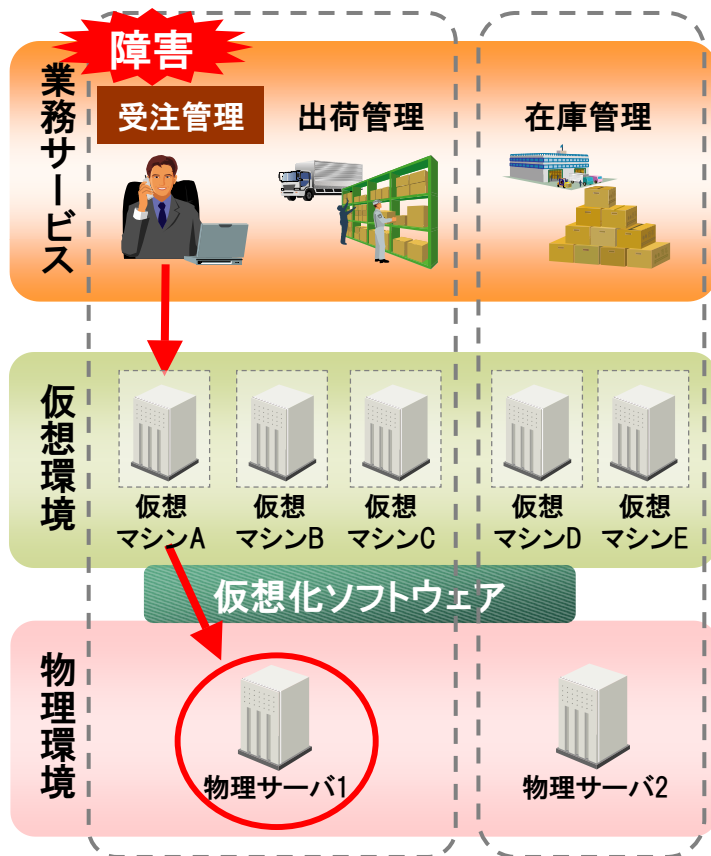 障害
業務サービス
受注管理
出荷管理
在庫管理
仮想環境
仮想
マシンA
仮想
マシンB
仮想
マシンC
仮想
マシンD
仮想
マシンE
仮想化ソフトウェア
物理環境
物理サーバ1
物理サーバ2